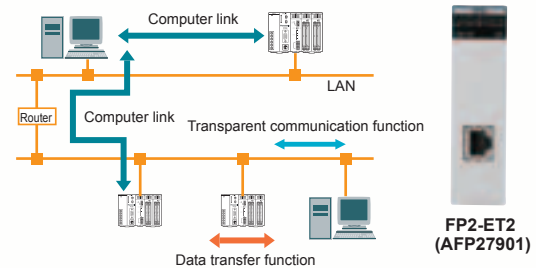 Computer link
LAN
Router
Computer link
Transparent communication function
Data transfer function
FP2-ET2
(AFP27901)